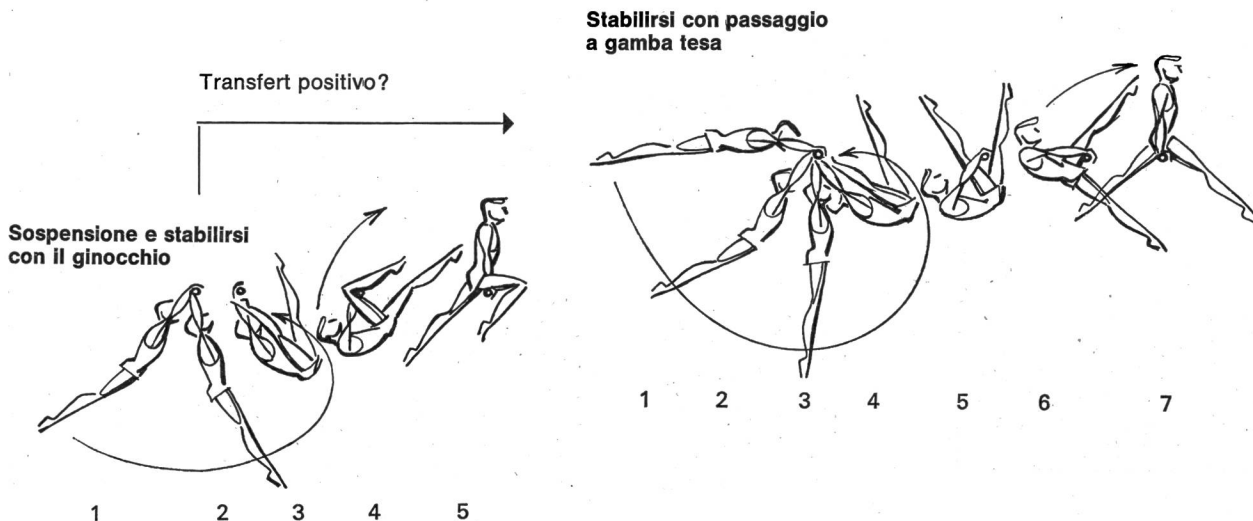 Transfert positivo?
Sospensione e stabilirsi
con il ginocchio
1 2 3 4 5
Stabilirsi con passaggio
a gamba tesa
1 2 3 4 5 6 7